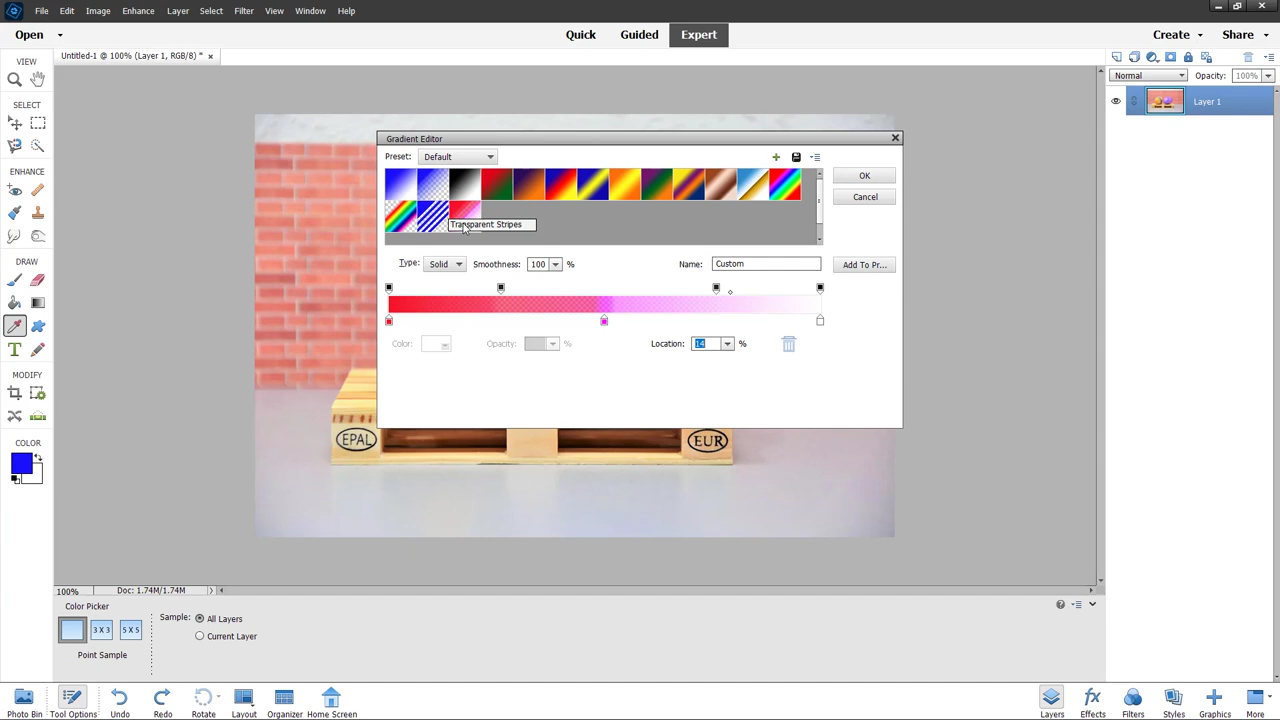 File Edit Image Enhance Layer Select Filter View Window Help
Open Quick Guided Expert Create Share
Untitled-1 @ 100% (Layer 1, RGB/8) * ×
VIEW
SELECT
ENHANCE
DRAW
MODIFY
COLOR
Normal Opacity: 100%
Layer 1
Gradient Editor
Preset: Default
OK
Cancel
Transparent Stripes
Type: Solid Smoothness: 100 % Name: Custom Add To Pr...
Color: Opacity: % Location: 14 %
EPAL EUR
100% Doc: 1.74M/1.74M
Color Picker
3 X 3 5 X 5
Point Sample
Sample: All Layers
Current Layer
Photo Bin Tool Options Undo Redo Rotate Layout Organizer Home Screen Layers Effects Filters Styles Graphics More